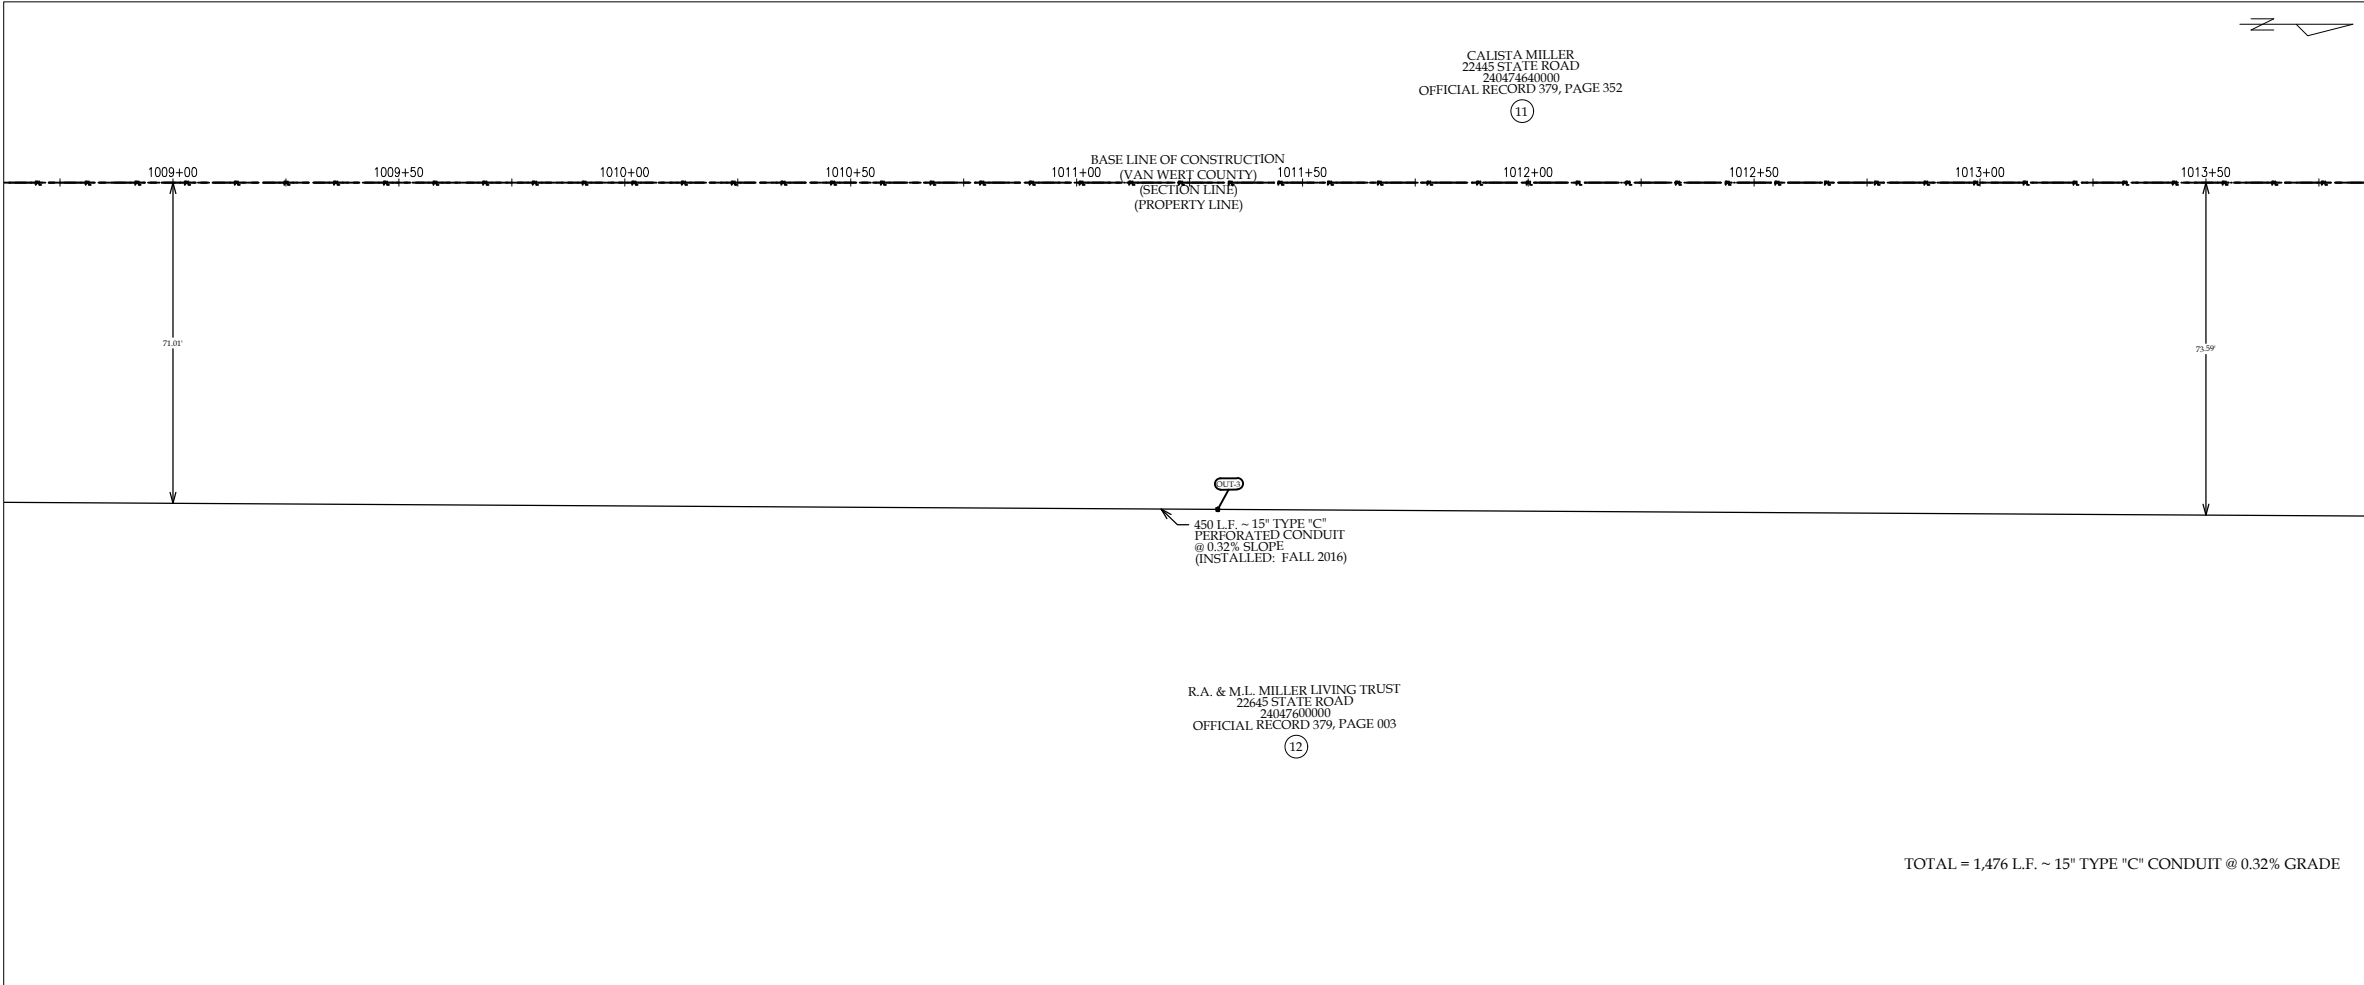 N
CALISTA MILLER
22445 STATE ROAD
240474640000
OFFICIAL RECORD 379, PAGE 352
11
BASE LINE OF CONSTRUCTION
(VAN WERT COUNTY)
(SECTION LINE)
(PROPERTY LINE)
1009+00 1009+50 1010+00 1010+50 1011+00 1011+50 1012+00 1012+50 1013+00 1013+50
71.01'
73.59'
OUT-3
450 L.F. ~ 15" TYPE "C"
PERFORATED CONDUIT
@ 0.32% SLOPE
(INSTALLED: FALL 2016)
R.A. & M.L. MILLER LIVING TRUST
22645 STATE ROAD
24047600000
OFFICIAL RECORD 379, PAGE 003
12
TOTAL = 1,476 L.F. ~ 15" TYPE "C" CONDUIT @ 0.32% GRADE